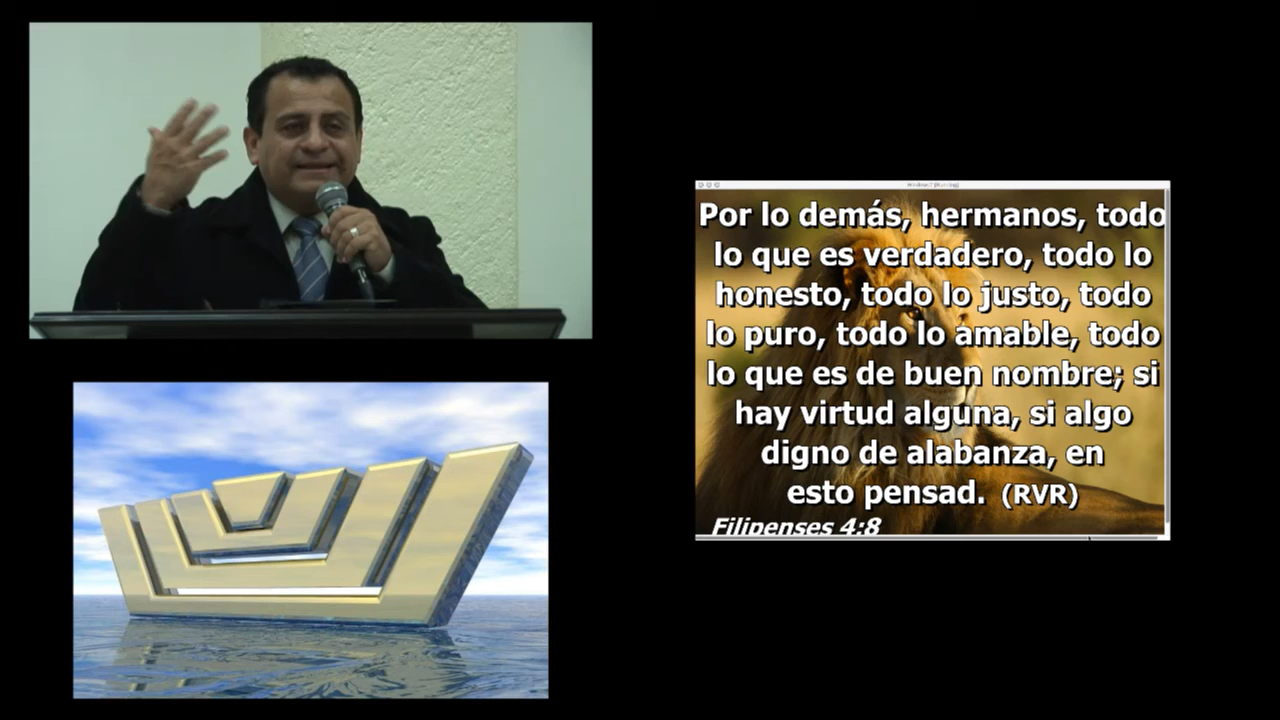 Por lo demás, hermanos, todo
lo que es verdadero, todo lo
honesto, todo lo justo, todo
lo puro, todo lo amable, todo
lo que es de buen nombre; si
hay virtud alguna, si algo
digno de alabanza, en
esto pensad. (RVR)
Filipenses 4:8